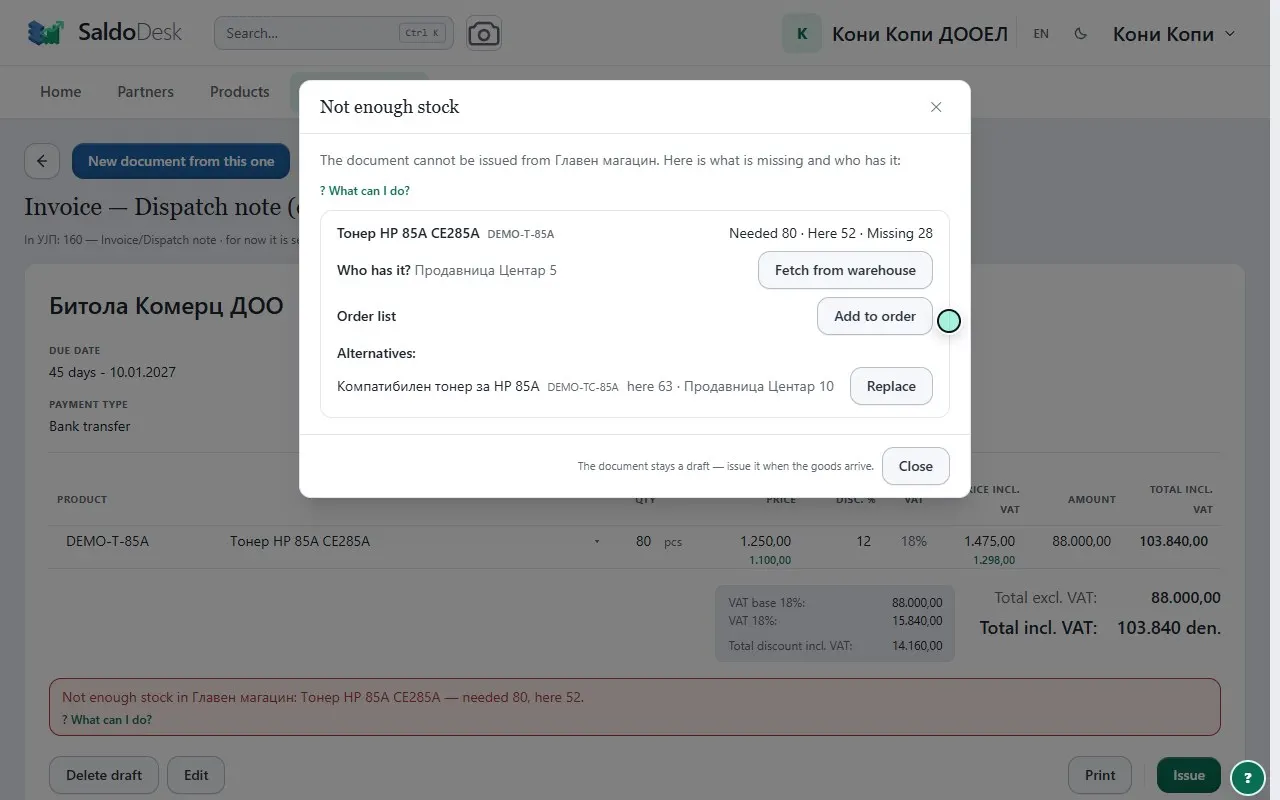 SaldoDesk
Search... Ctrl K
К Кони Копи ДООЕЛ EN Кони Копи
Home Partners Products
New document from this one
Invoice — Dispatch note (
In УЈП: 160 — Invoice/Dispatch note · for now it is
Not enough stock
The document cannot be issued from Главен магацин. Here is what is missing and who has it:
? What can I do?
Тонер HP 85A CE285A DEMO-T-85A Needed 80 · Here 52 · Missing 28
Who has it? Продавница Центар 5 Fetch from warehouse
Order list Add to order
Alternatives:
Компатибилен тонер за HP 85A DEMO-TC-85A here 63 · Продавница Центар 10 Replace
The document stays a draft — issue it when the goods arrive. Close
Битола Комерц ДОО
DUE DATE
45 days - 10.01.2027
PAYMENT TYPE
Bank transfer
PRODUCT QTY PRICE DISC. % VAT PRICE INCL. VAT AMOUNT TOTAL INCL. VAT
DEMO-T-85A Тонер HP 85A CE285A 80 pcs 1.250,00 12 18% 1.475,00 88.000,00 103.840,00
1.100,00 1.298,00
VAT base 18%: 88.000,00
VAT 18%: 15.840,00
Total discount incl. VAT: 14.160,00
Total excl. VAT: 88.000,00
Total incl. VAT: 103.840 den.
Not enough stock in Главен магацин: Тонер HP 85A CE285A — needed 80, here 52.
? What can I do?
Delete draft Edit Print Issue ?